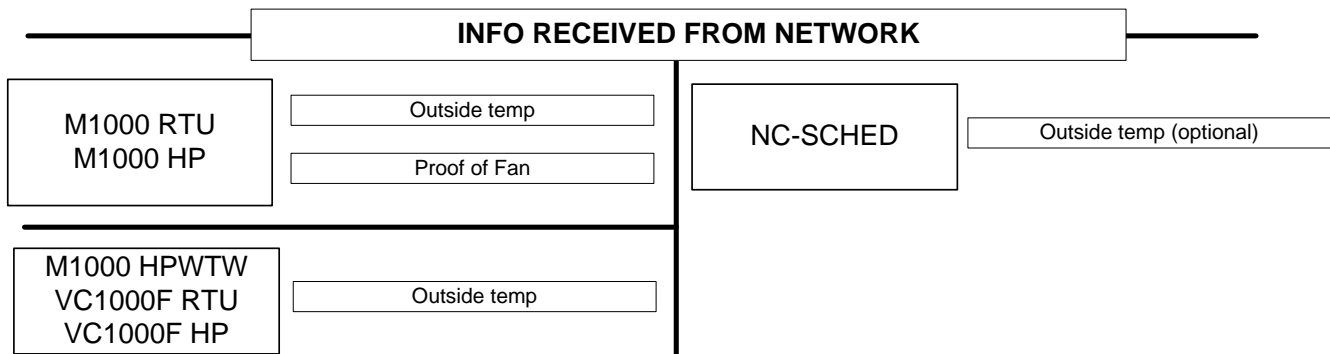 INFO RECEIVED FROM NETWORK
M1000 RTU
M1000 HP
Outside temp
Proof of Fan
M1000 HPWTW
VC1000F RTU
VC1000F HP
Outside temp
NC-SCHED
Outside temp (optional)